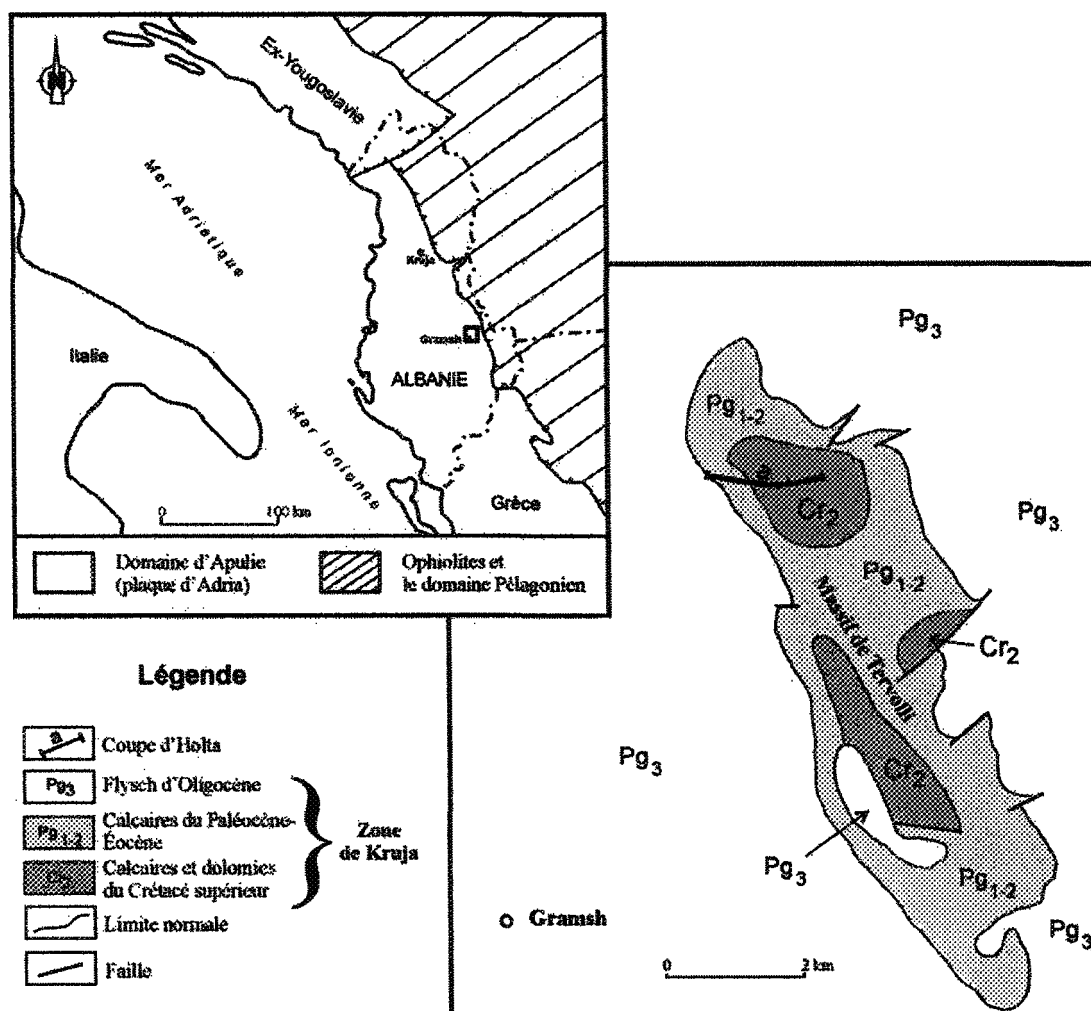 N
Ex-Yougoslavie
Mer Adriatique
Kruja
Italie
Gramsh
ALBANIE
Mer Ionienne
Grèce
0 100 km
Domaine d'Apulie
(plaque d'Adria)
Ophiolites et
le domaine Pélagonien
Pg3
Pg1-2
a
Cr2
Pg3
Pg1-2
Massif de Tervolli
Cr2
Pg3
Cr2
Pg3
Pg1-2
Pg3
Gramsh
0 2 km
Légende
a Coupe d'Holta
Pg3 Flysch d'Oligocène
Pg1-2 Calcaires du Paléocène-
Éocène
Cr2 Calcaires et dolomies
du Crétacé supérieur
Zone
de Kruja
Limite normale
Faille